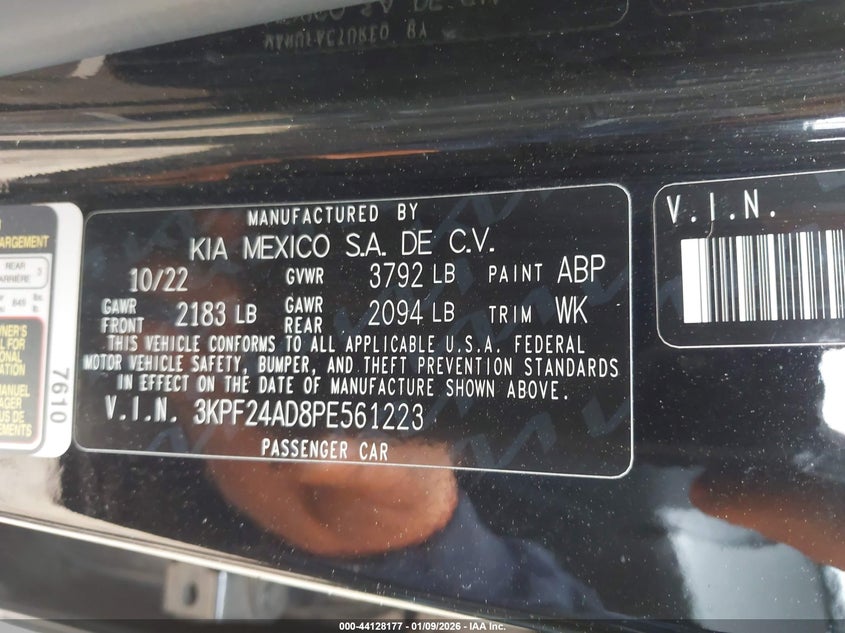 MANUFACTURED BY
KIA MEXICO S.A. DE C.V.
10/22 GVWR 3792 LB PAINT ABP
GAWR FRONT 2183 LB GAWR REAR 2094 LB TRIM WK
THIS VEHICLE CONFORMS TO ALL APPLICABLE U.S.A. FEDERAL
MOTOR VEHICLE SAFETY, BUMPER, AND THEFT PREVENTION STANDARDS
IN EFFECT ON THE DATE OF MANUFACTURE SHOWN ABOVE.
V.I.N. 3KPF24AD8PE561223
PASSENGER CAR
V.I.N.
REAR
7610
000-44128177 — 01/09/2026 — IAA Inc.